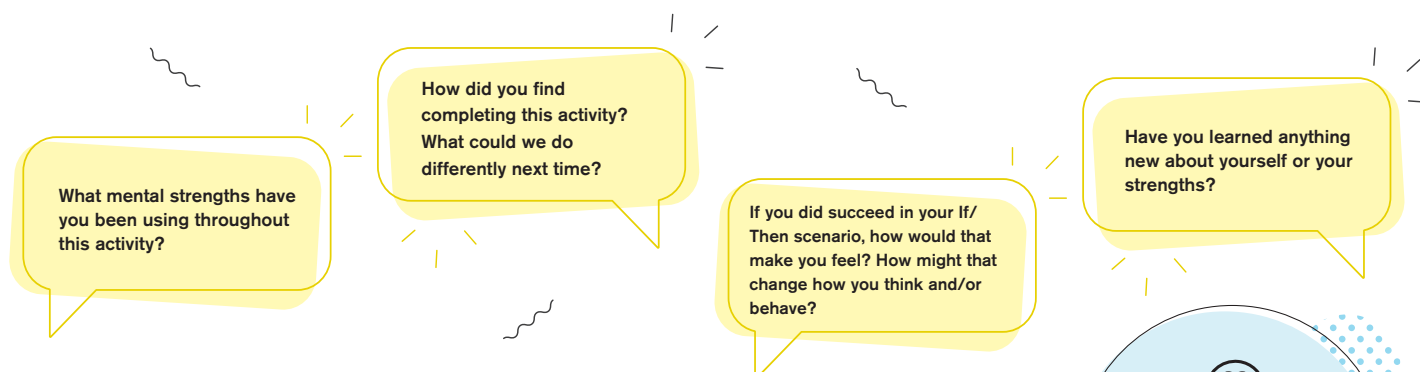 What mental strengths have
you been using throughout
this activity?
How did you find
completing this activity?
What could we do
differently next time?
If you did succeed in your If/
Then scenario, how would that
make you feel? How might that
change how you think and/or
behave?
Have you learned anything
new about yourself or your
strengths?